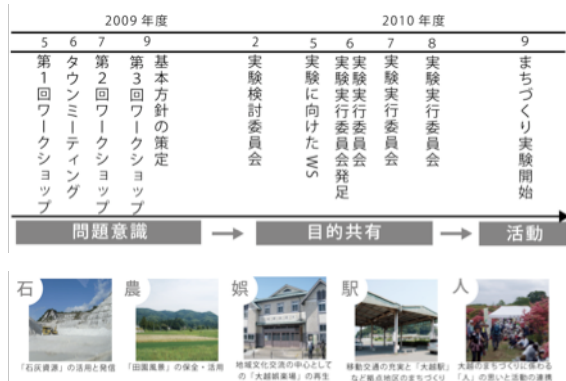 2009 年度
2010 年度
5
6
7
9
2
5
6
7
8
9
第1回ワークショップ
タウンミーティング
第2回ワークショップ
第3回ワークショップ
基本方針の策定
実験検討委員会
実験に向けたWS
実験実行委員会発足
実験実行委員会
実験実行委員会
実験実行委員会
まちづくり実験開始
問題意識
目的共有
活動
石
農
娯
駅
人
「石灰資源」の活用と発信
「田園風景」の保全・活用
地域文化交流の中心として
の「大越娯楽場」の再生
移動交通の充実と「大越駅」
など拠点地区のまちづくり
大越のまちづくりに係わる
「人」の思いと活動の連携